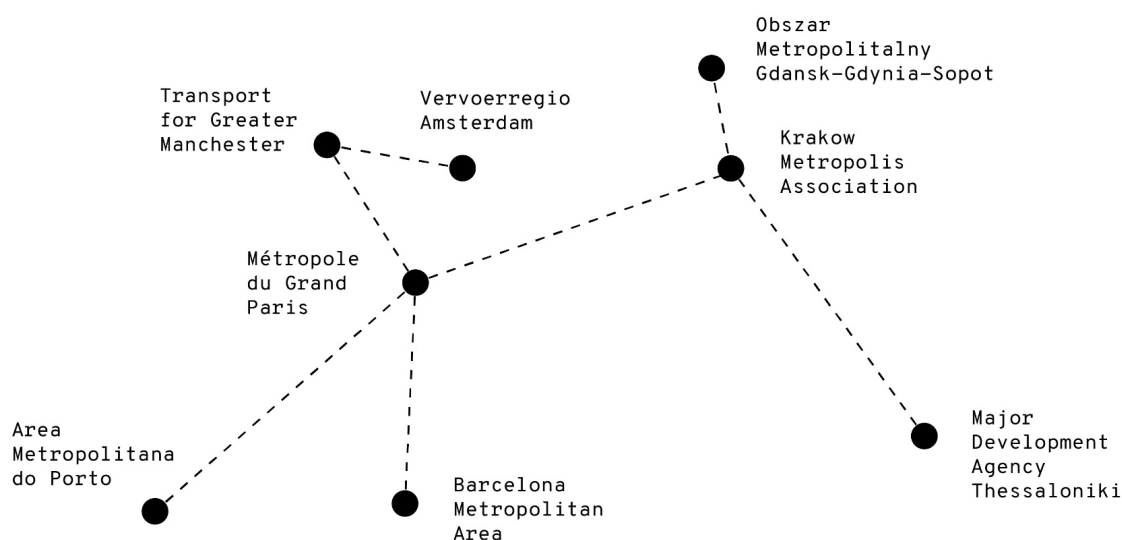 Obszar
Metropolitalny
Gdansk-Gdynia-Sopot
Transport
for Greater
Manchester
Vervoerregio
Amsterdam
Krakow
Metropolis
Association
Métropole
du Grand
Paris
Area
Metropolitana
do Porto
Barcelona
Metropolitan
Area
Major
Development
Agency
Thessaloniki